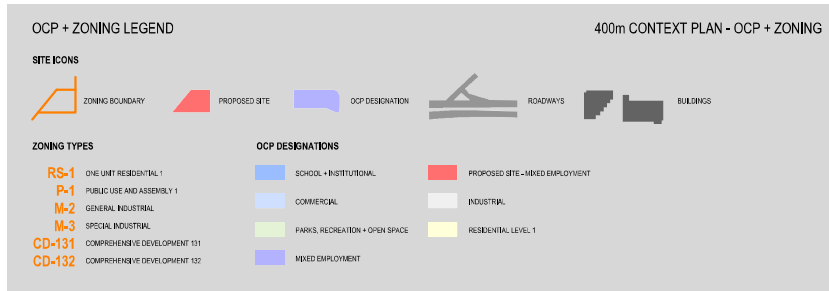 OCP + ZONING LEGEND
400m CONTEXT PLAN - OCP + ZONING
SITE ICONS
ZONING BOUNDARY
PROPOSED SITE
OCP DESIGNATION
ROADWAYS
BUILDINGS
ZONING TYPES
RS-1 ONE UNIT RESIDENTIAL 1
P-1 PUBLIC USE AND ASSEMBLY 1
M-2 GENERAL INDUSTRIAL
M-3 SPECIAL INDUSTRIAL
CD-131 COMPREHENSIVE DEVELOPMENT 131
CD-132 COMPREHENSIVE DEVELOPMENT 132
OCP DESIGNATIONS
SCHOOL + INSTITUTIONAL
COMMERCIAL
PARKS, RECREATION + OPEN SPACE
MIXED EMPLOYMENT
PROPOSED SITE - MIXED EMPLOYMENT
INDUSTRIAL
RESIDENTIAL LEVEL 1